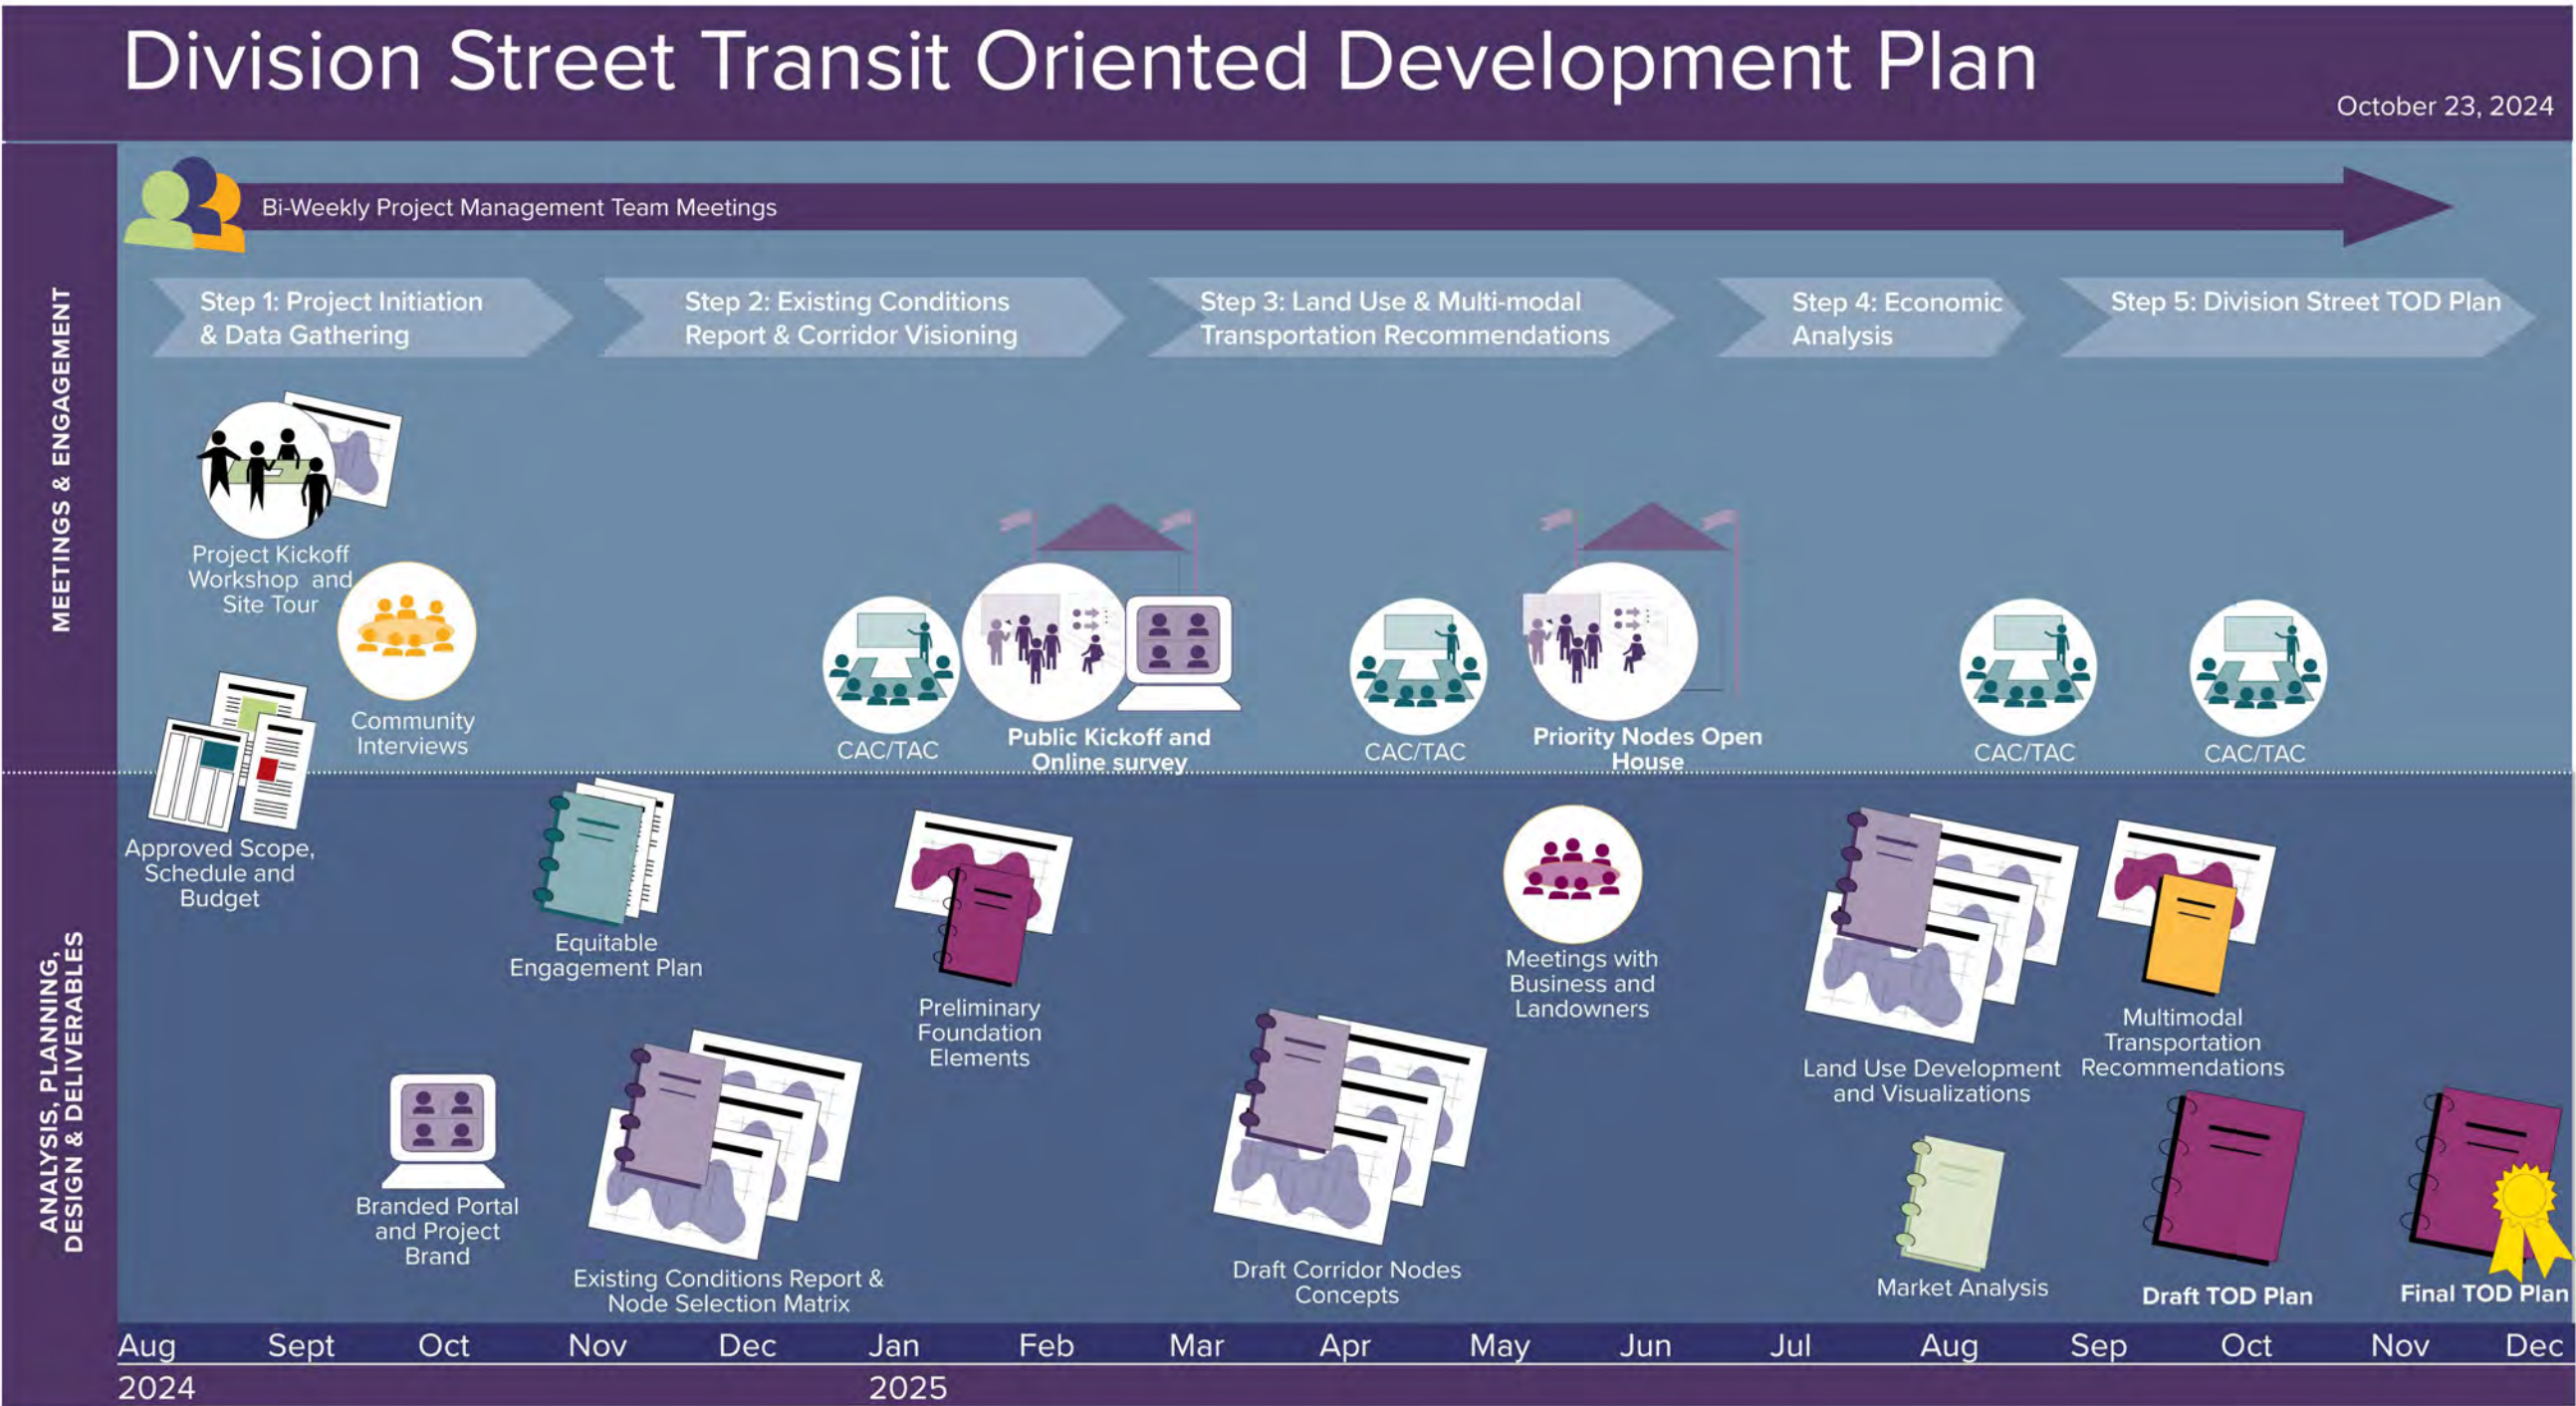 Division Street Transit Oriented Development Plan
October 23, 2024
MEETINGS & ENGAGEMENT
Bi-Weekly Project Management Team Meetings
Step 1: Project Initiation
& Data Gathering
Step 2: Existing Conditions
Report & Corridor Visioning
Step 3: Land Use & Multi-modal
Transportation Recommendations
Step 4: Economic
Analysis
Step 5: Division Street TOD Plan
Project Kickoff
Workshop and
Site Tour
Community
Interviews
CAC/TAC
Public Kickoff and
Online survey
CAC/TAC
Priority Nodes Open
House
CAC/TAC
CAC/TAC
ANALYSIS, PLANNING,
DESIGN & DELIVERABLES
Approved Scope,
Schedule and
Budget
Equitable
Engagement Plan
Preliminary
Foundation
Elements
Meetings with
Business and
Landowners
Land Use Development
and Visualizations
Multimodal
Transportation
Recommendations
Branded Portal
and Project
Brand
Existing Conditions Report &
Node Selection Matrix
Draft Corridor Nodes
Concepts
Market Analysis
Draft TOD Plan
Final TOD Plan
Aug Sept Oct Nov Dec Jan Feb Mar Apr May Jun Jul Aug Sep Oct Nov Dec
2024 2025